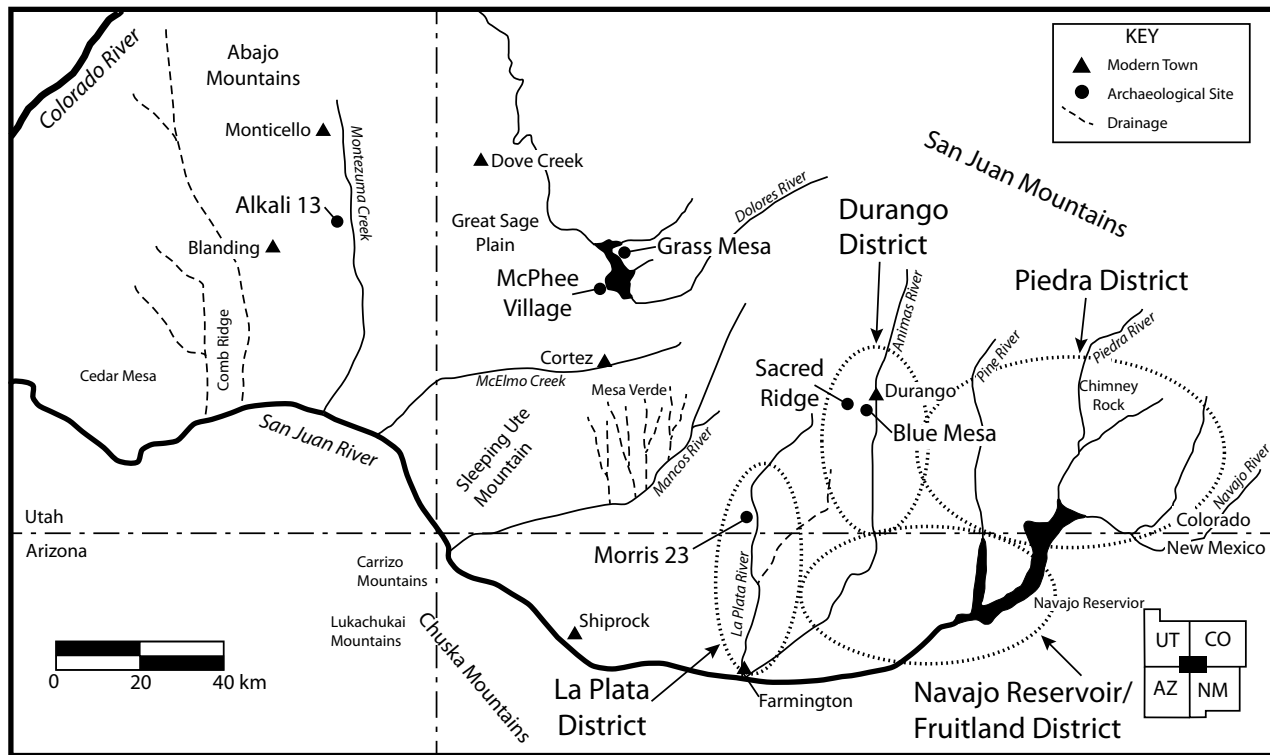 KEY
Modern Town
Archaeological Site
Drainage
Colorado River
Abajo
Mountains
Monticello
Montezuma Creek
Alkali 13
Blanding
Dove Creek
Great Sage
Plain
Grass Mesa
McPhee
Village
Dolores River
San Juan Mountains
Durango
District
Piedra District
Animas River
Pine River
Piedra River
Chimney
Rock
Navajo River
Cedar Mesa
Comb Ridge
Cortez
McElmo Creek
Mesa Verde
San Juan River
Sleeping Ute
Mountain
Mancos River
Sacred
Ridge
Durango
Blue Mesa
Utah
Arizona
Colorado
New Mexico
Morris 23
La Plata River
Carrizo
Mountains
Lukachukai
Mountains
Chuska Mountains
Shiprock
Navajo Reservior
0 20 40 km
La Plata
District
Farmington
Navajo Reservoir/
Fruitland District
UT CO
AZ NM